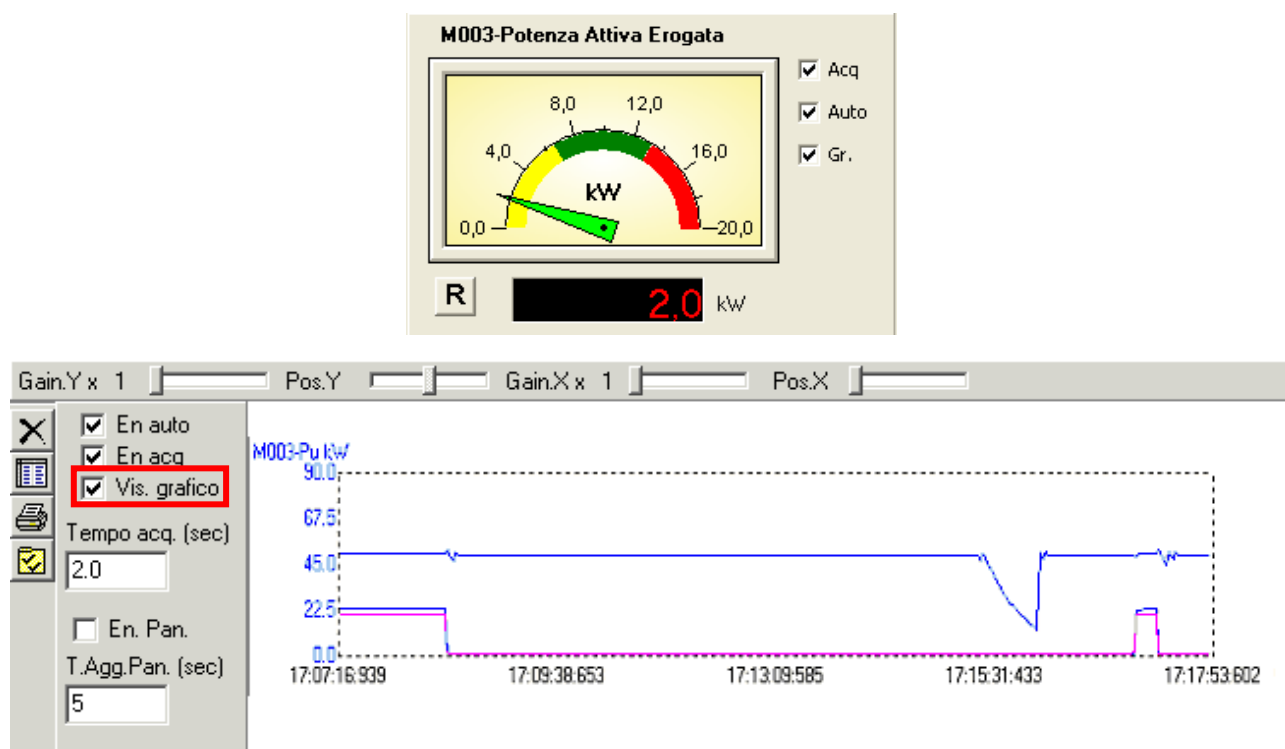 M003-Potenza Attiva Erogata
Acq
Auto
Gr.
8,0 12,0
4,0 16,0
kW
0,0 20,0
R 2,0 kW
Gain.Y x 1 Pos.Y Gain.X x 1 Pos.X
En auto
En acq
Vis. grafico
Tempo acq. (sec)
2.0
En. Pan.
T.Agg.Pan. (sec)
5
M003-Pu kW
90.0
67.5
45.0
22.5
0.0
17:07:16:939 17:09:38:653 17:13:09:585 17:15:31:433 17:17:53:602